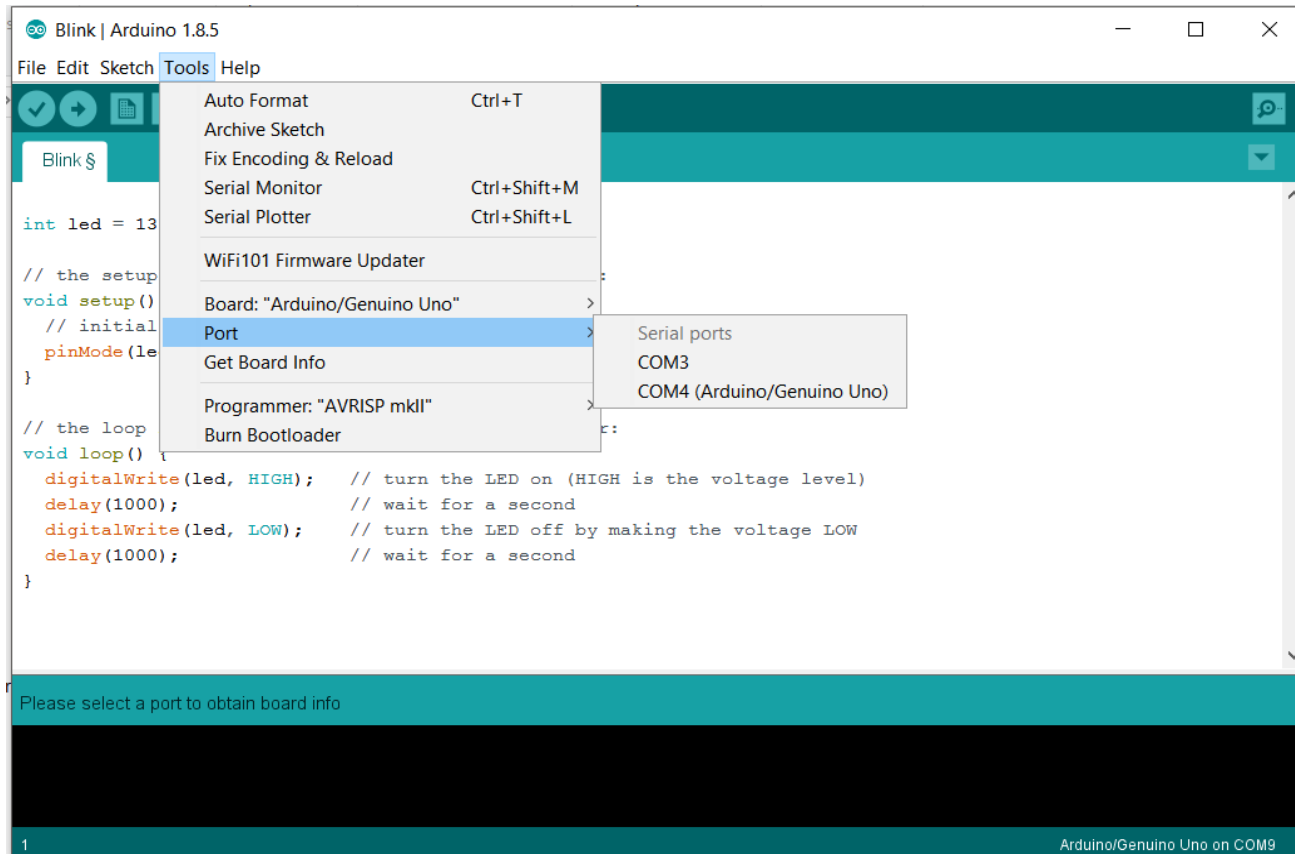 Blink | Arduino 1.8.5
File Edit Sketch Tools Help
Auto Format Ctrl+T
Archive Sketch
Fix Encoding & Reload
Serial Monitor Ctrl+Shift+M
Serial Plotter Ctrl+Shift+L
WiFi101 Firmware Updater
Board: "Arduino/Genuino Uno"
Port
Get Board Info
Programmer: "AVRISP mkII"
Burn Bootloader
Serial ports
COM3
COM4 (Arduino/Genuino Uno)
Blink §
int led = 13
// the setup :
void setup()
// initial
pinMode(le
}
// the loop r:
void loop() {
digitalWrite(led, HIGH); // turn the LED on (HIGH is the voltage level)
delay(1000); // wait for a second
digitalWrite(led, LOW); // turn the LED off by making the voltage LOW
delay(1000); // wait for a second
}
Please select a port to obtain board info
1 Arduino/Genuino Uno on COM9